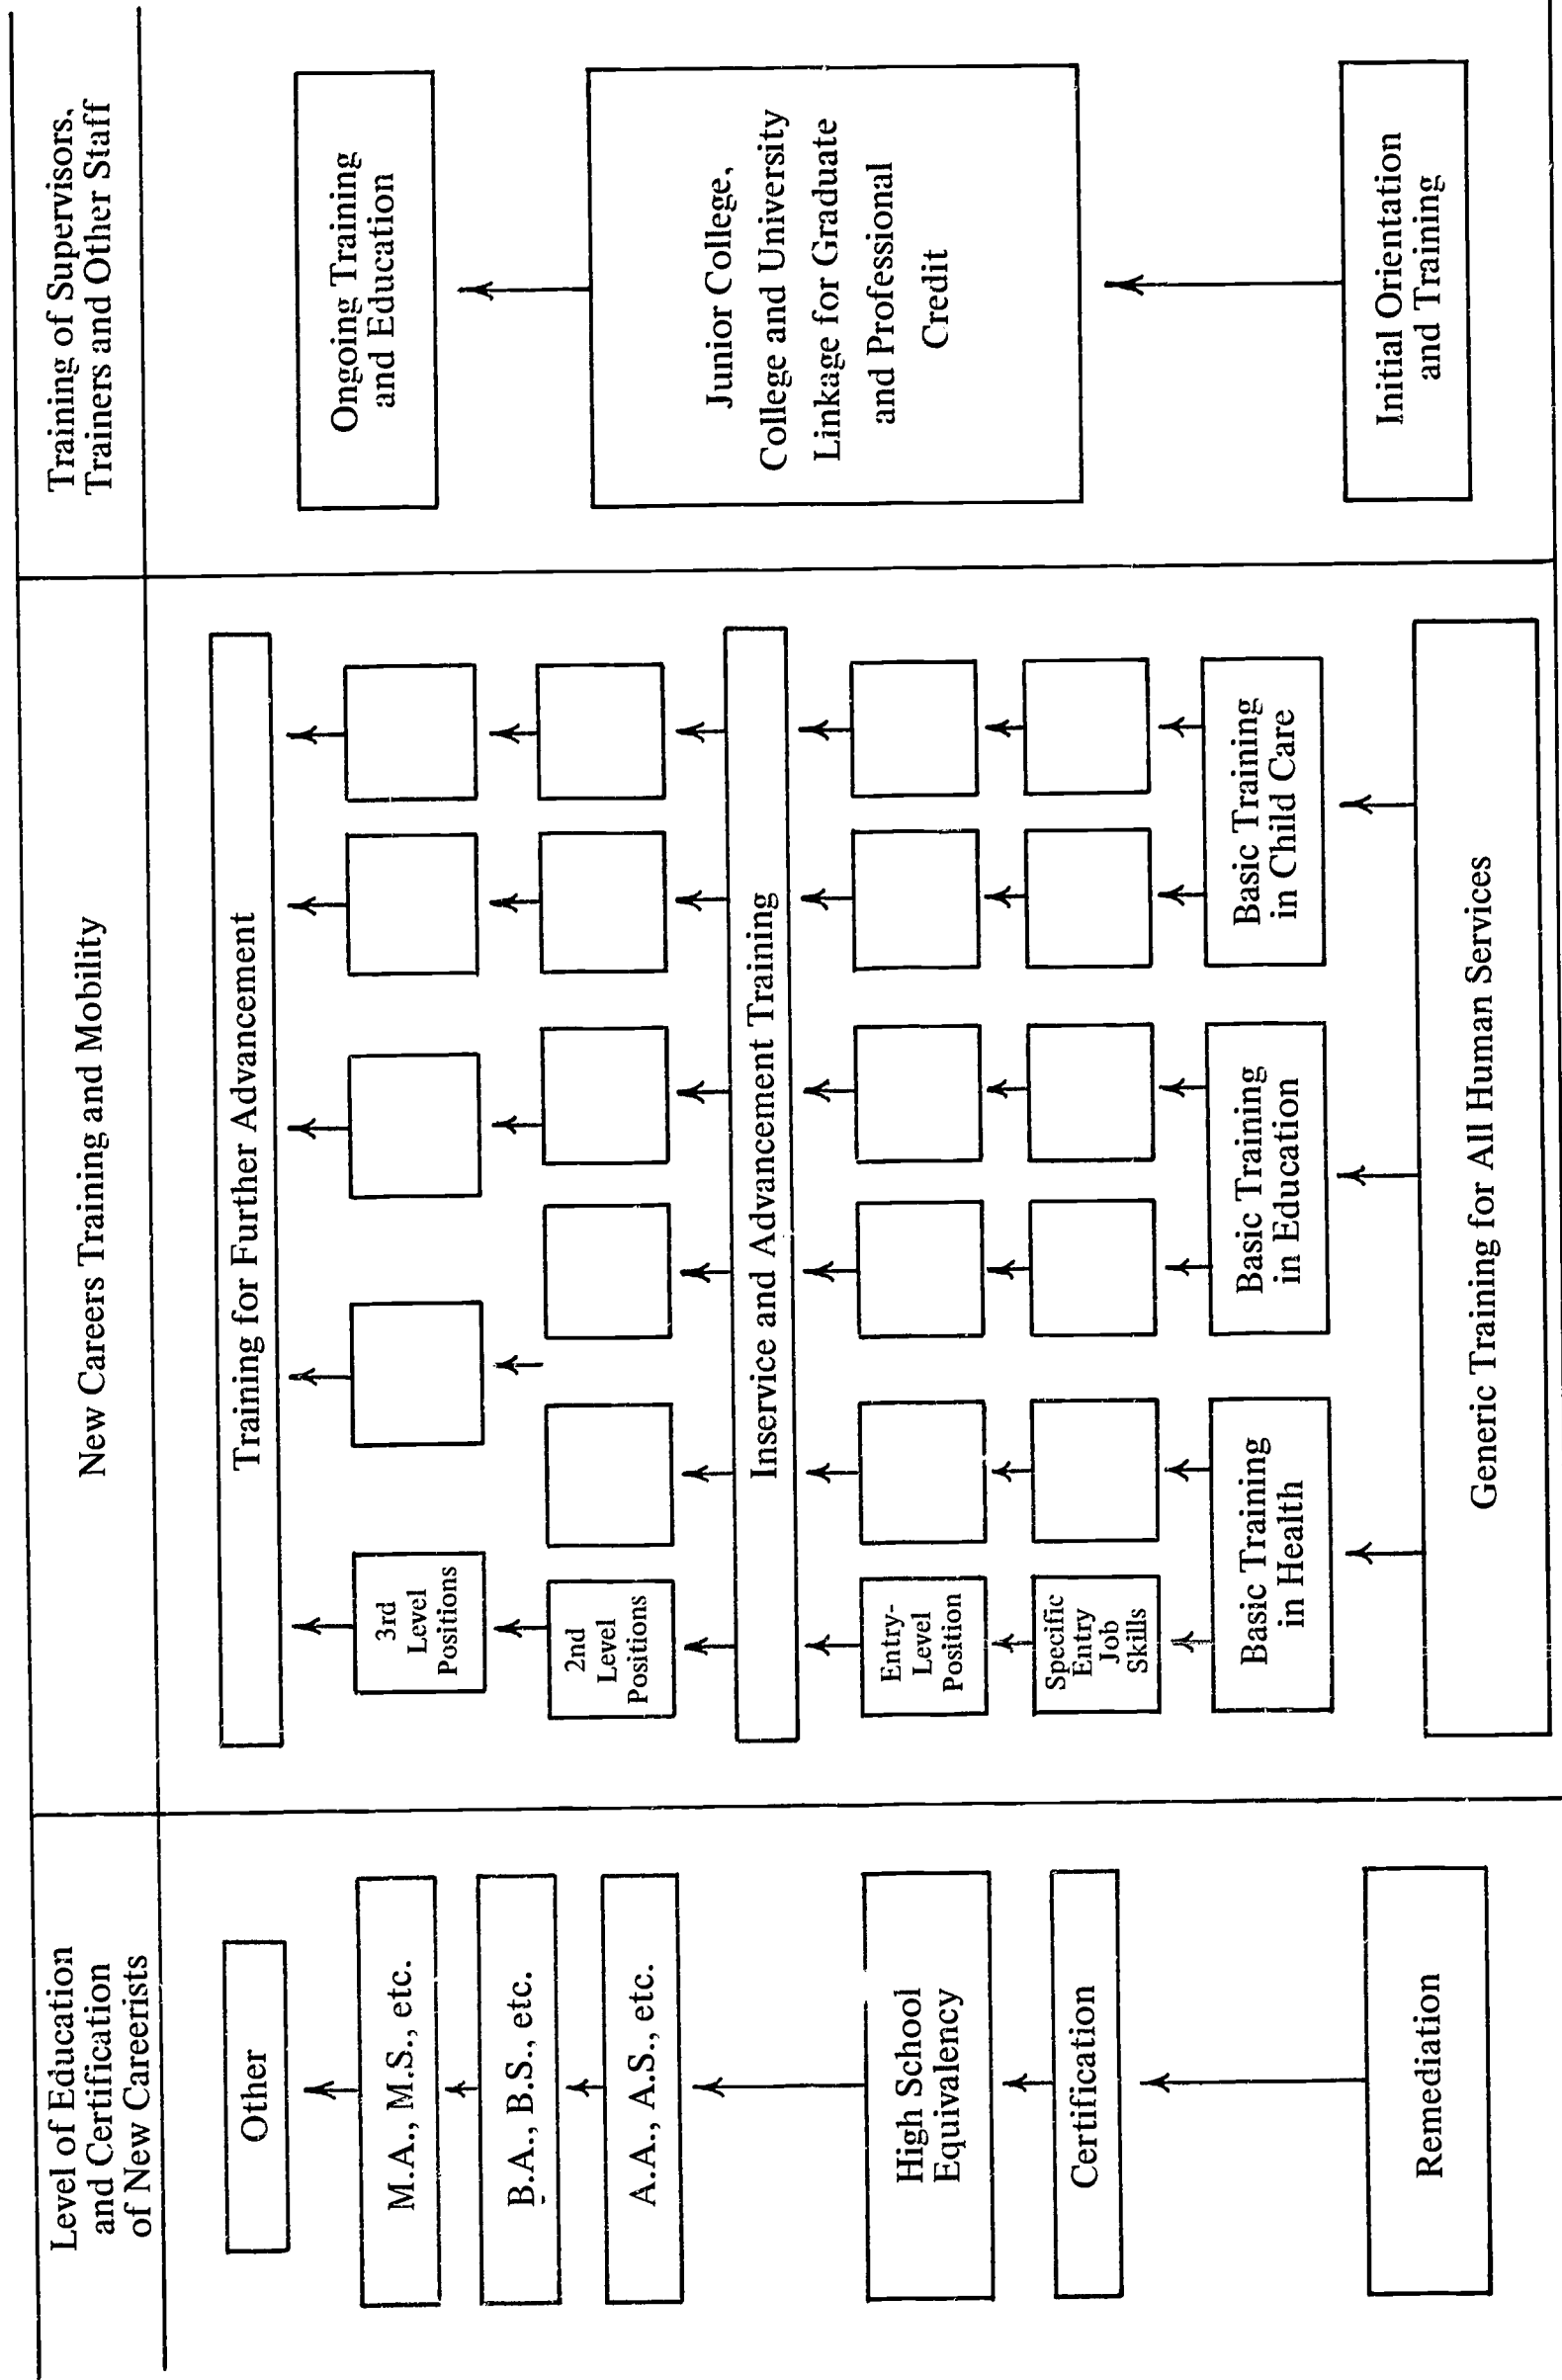 Level of Education
and Certification
of New Careerists
New Careers Training and Mobility
Training of Supervisors,
Trainers and Other Staff
Other
M.A., M.S., etc.
B.A., B.S., etc.
A.A., A.S., etc.
High School
Equivalency
Certification
Remediation
Training for Further Advancement
3rd
Level
Positions
2nd
Level
Positions
Inservice and Advancement Training
Entry-
Level
Position
Specific
Entry
Job
Skills
Basic Training
in Health
Basic Training
in Education
Basic Training
in Child Care
Generic Training for All Human Services
Ongoing Training
and Education
Junior College,
College and University
Linkage for Graduate
and Professional
Credit
Initial Orientation
and Training